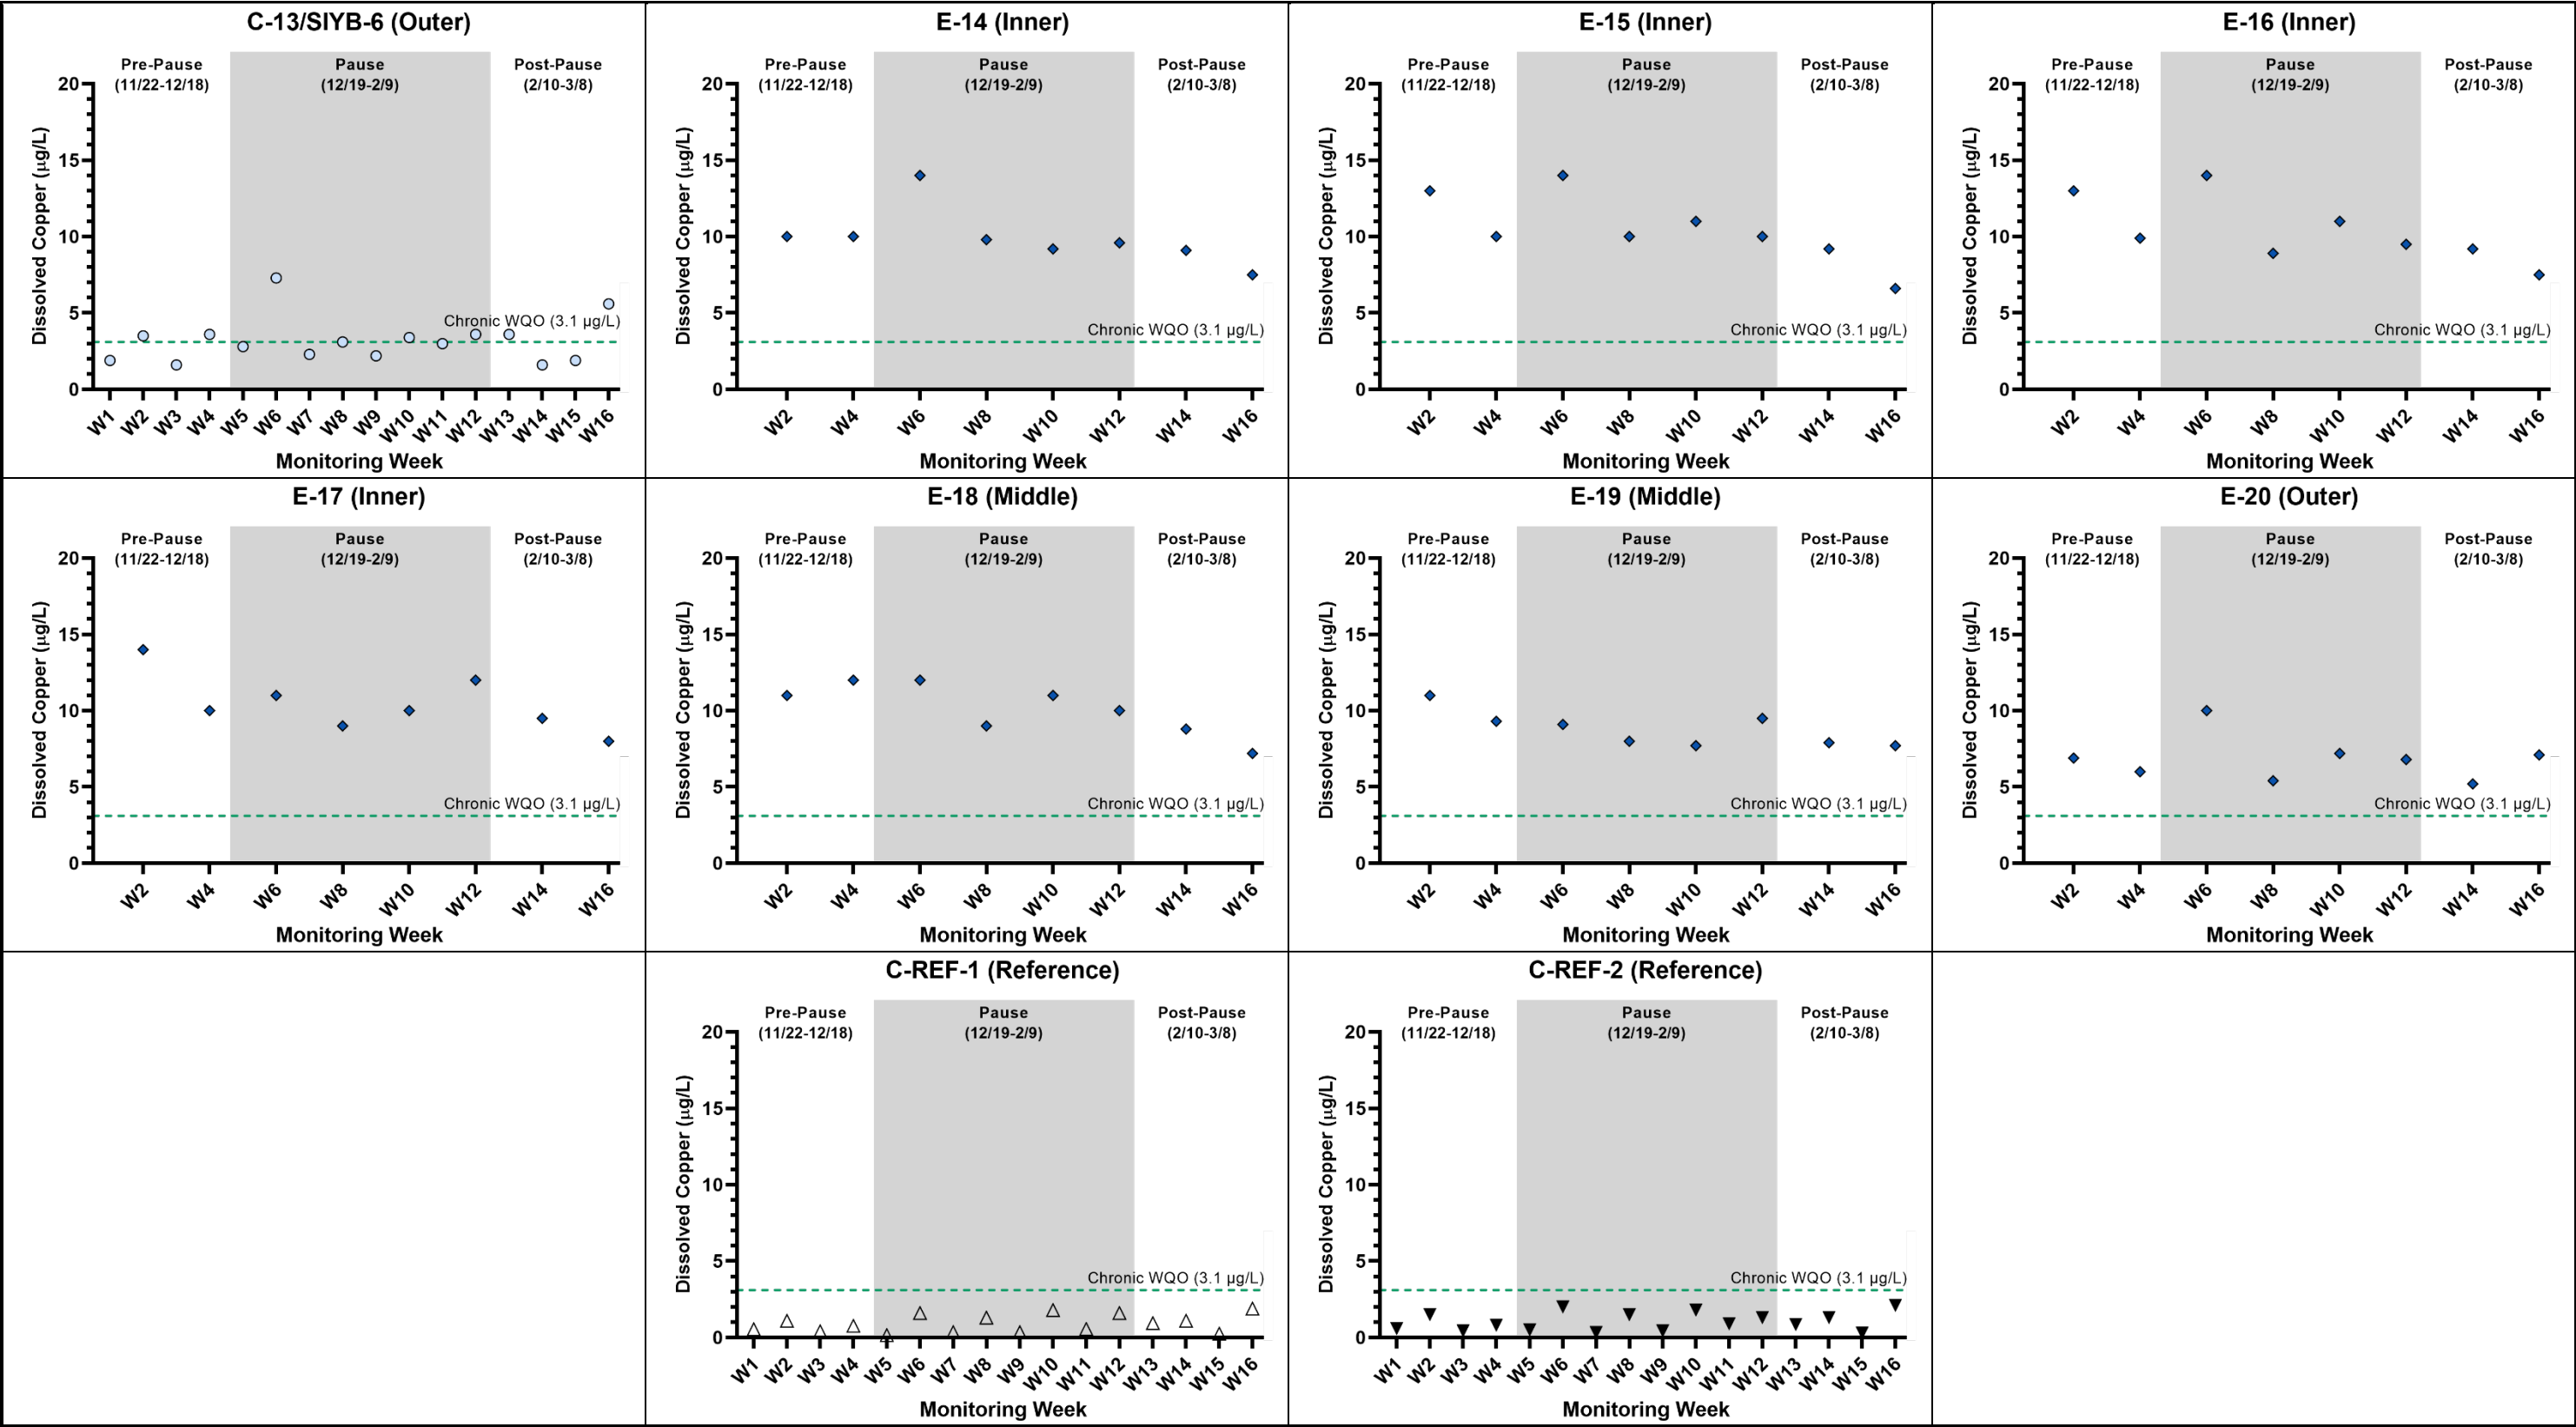 C-13/SIYB-6 (Outer)
Pre-Pause
(11/22-12/18)
Pause
(12/19-2/9)
Post-Pause
(2/10-3/8)
Dissolved Copper (µg/L)
20
15
10
5
0
Chronic WQO (3.1 µg/L)
W1 W2 W3 W4 W5 W6 W7 W8 W9 W10 W11 W12 W13 W14 W15 W16
Monitoring Week
E-14 (Inner)
Pre-Pause
(11/22-12/18)
Pause
(12/19-2/9)
Post-Pause
(2/10-3/8)
Dissolved Copper (µg/L)
20
15
10
5
0
Chronic WQO (3.1 µg/L)
W2 W4 W6 W8 W10 W12 W14 W16
Monitoring Week
E-15 (Inner)
Pre-Pause
(11/22-12/18)
Pause
(12/19-2/9)
Post-Pause
(2/10-3/8)
Dissolved Copper (µg/L)
20
15
10
5
0
Chronic WQO (3.1 µg/L)
W2 W4 W6 W8 W10 W12 W14 W16
Monitoring Week
E-16 (Inner)
Pre-Pause
(11/22-12/18)
Pause
(12/19-2/9)
Post-Pause
(2/10-3/8)
Dissolved Copper (µg/L)
20
15
10
5
0
Chronic WQO (3.1 µg/L)
W2 W4 W6 W8 W10 W12 W14 W16
Monitoring Week
E-17 (Inner)
Pre-Pause
(11/22-12/18)
Pause
(12/19-2/9)
Post-Pause
(2/10-3/8)
Dissolved Copper (µg/L)
20
15
10
5
0
Chronic WQO (3.1 µg/L)
W2 W4 W6 W8 W10 W12 W14 W16
Monitoring Week
E-18 (Middle)
Pre-Pause
(11/22-12/18)
Pause
(12/19-2/9)
Post-Pause
(2/10-3/8)
Dissolved Copper (µg/L)
20
15
10
5
0
Chronic WQO (3.1 µg/L)
W2 W4 W6 W8 W10 W12 W14 W16
Monitoring Week
E-19 (Middle)
Pre-Pause
(11/22-12/18)
Pause
(12/19-2/9)
Post-Pause
(2/10-3/8)
Dissolved Copper (µg/L)
20
15
10
5
0
Chronic WQO (3.1 µg/L)
W2 W4 W6 W8 W10 W12 W14 W16
Monitoring Week
E-20 (Outer)
Pre-Pause
(11/22-12/18)
Pause
(12/19-2/9)
Post-Pause
(2/10-3/8)
Dissolved Copper (µg/L)
20
15
10
5
0
Chronic WQO (3.1 µg/L)
W2 W4 W6 W8 W10 W12 W14 W16
Monitoring Week
C-REF-1 (Reference)
Pre-Pause
(11/22-12/18)
Pause
(12/19-2/9)
Post-Pause
(2/10-3/8)
Dissolved Copper (µg/L)
20
15
10
5
0
Chronic WQO (3.1 µg/L)
W1 W2 W3 W4 W5 W6 W7 W8 W9 W10 W11 W12 W13 W14 W15 W16
Monitoring Week
C-REF-2 (Reference)
Pre-Pause
(11/22-12/18)
Pause
(12/19-2/9)
Post-Pause
(2/10-3/8)
Dissolved Copper (µg/L)
20
15
10
5
0
Chronic WQO (3.1 µg/L)
W1 W2 W3 W4 W5 W6 W7 W8 W9 W10 W11 W12 W13 W14 W15 W16
Monitoring Week